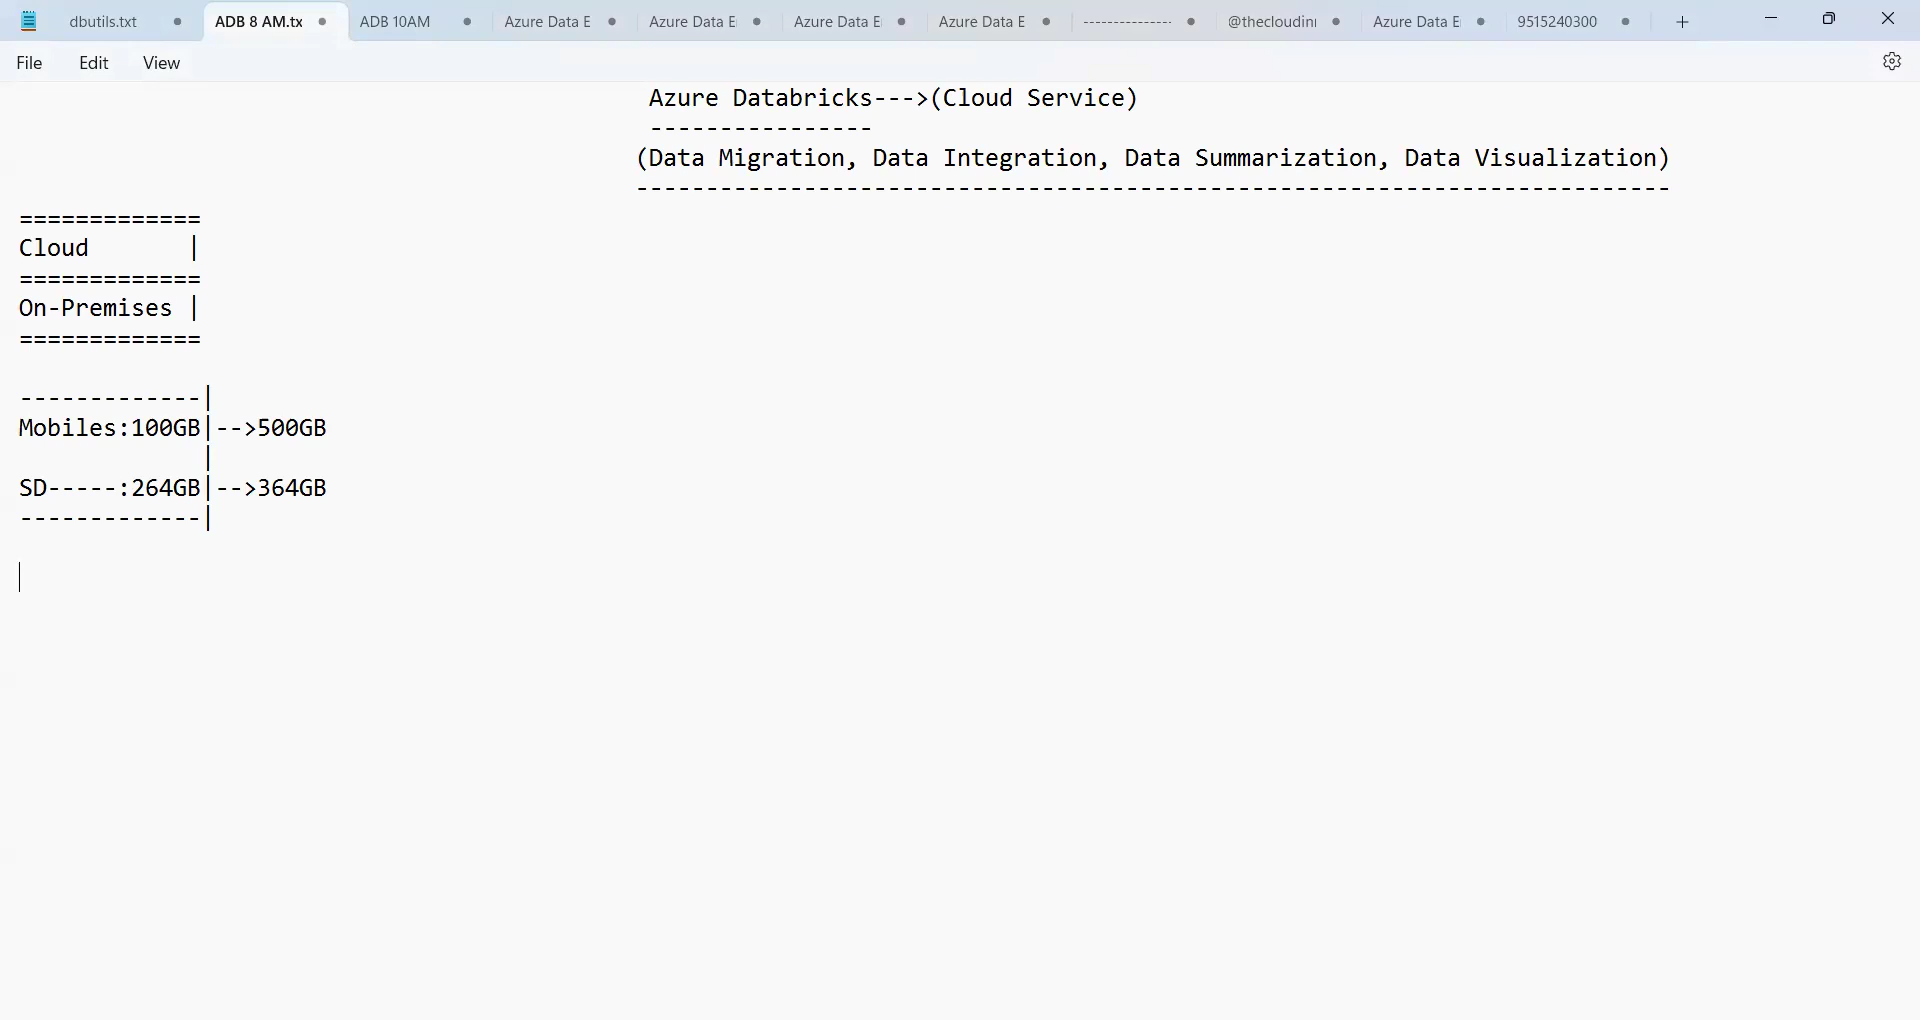 dbutils.txt
ADB 8 AM.tx
ADB 10AM
Azure Data E
Azure Data E
Azure Data E
Azure Data E
---------------
@thecloudin
Azure Data E
9515240300
File Edit View
Azure Databricks--->(Cloud Service)
----------------
(Data Migration, Data Integration, Data Summarization, Data Visualization)
--------------------------------------------------------------------------
=============
Cloud |
=============
On-Premises |
=============
-------------|
Mobiles:100GB|-->500GB
|
SD-----:264GB|-->364GB
-------------|